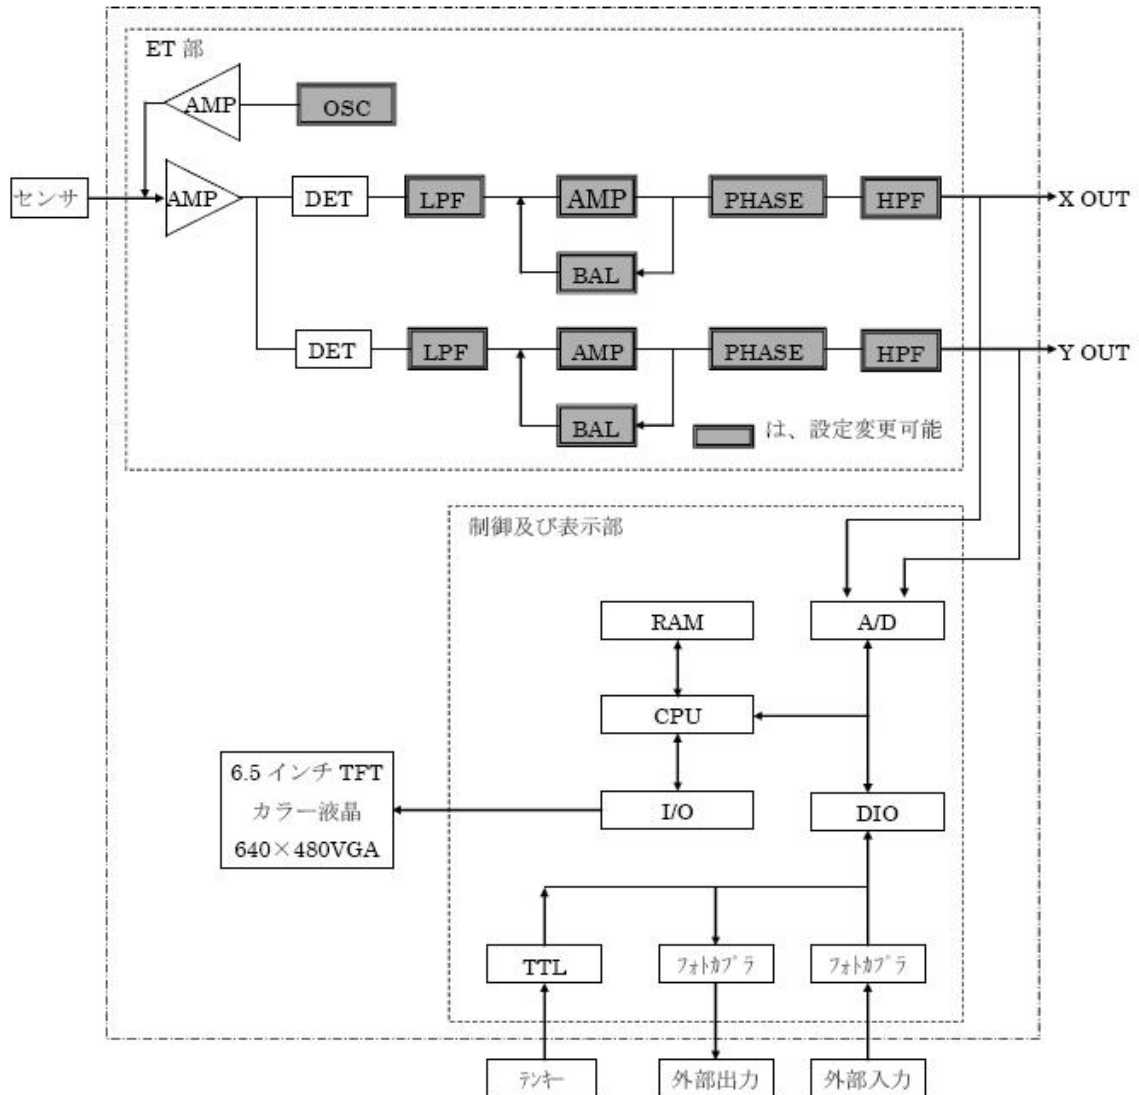 ET 部
AMP
OSC
センサ
AMP
DET
LPF
AMP
PHASE
HPF
X OUT
BAL
DET
LPF
AMP
PHASE
HPF
Y OUT
BAL
は、設定変更可能
制御及び表示部
RAM
A/D
CPU
6.5 インチ TFT
カラー液晶
640×480VGA
I/O
DIO
TTL
フォトカプラ
フォトカプラ
テンキー
外部出力
外部入力